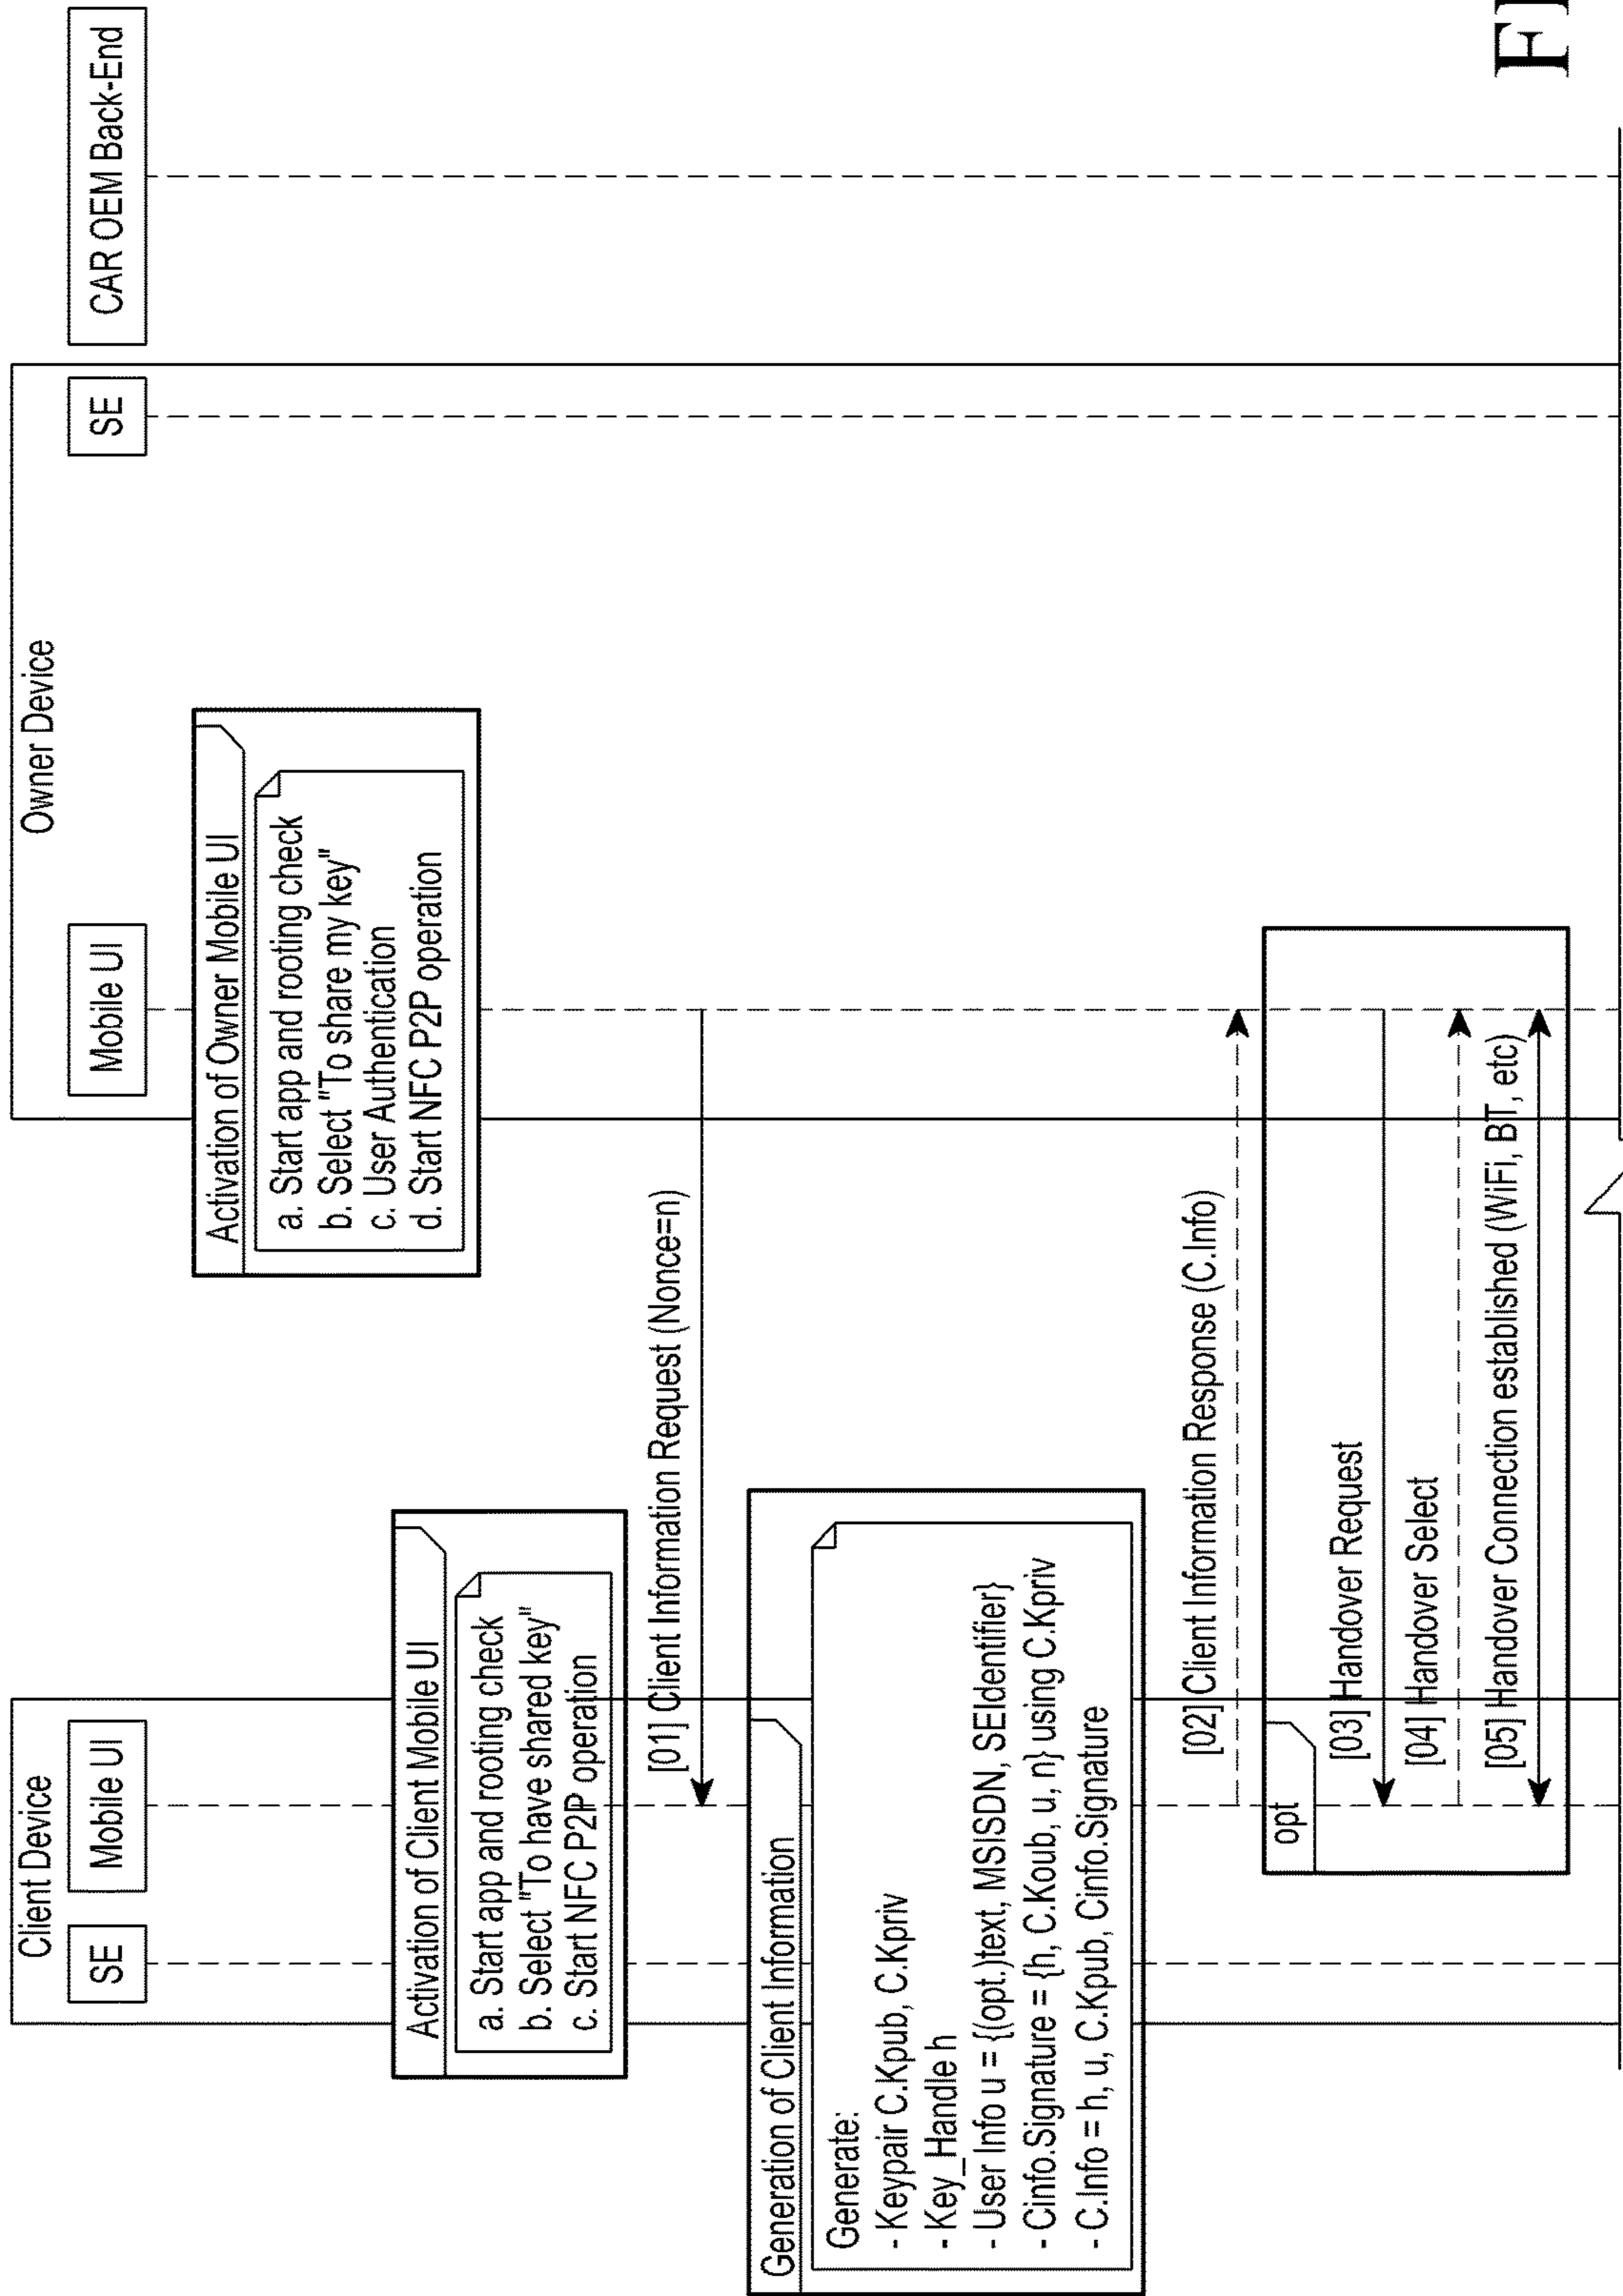 Client Device
Owner Device
SE
Mobile UI
Mobile UI
SE
CAR OEM Back-End
Activation of Owner Mobile UI
a. Start app and rooting check
b. Select "To share my key"
c. User Authentication
d. Start NFC P2P operation
Activation of Client Mobile UI
a. Start app and rooting check
b. Select "To have shared key"
c. Start NFC P2P operation
[01] Client Information Request (Nonce=n)
Generation of Client Information
Generate:
- Keypair C.Kpub, C.Kpriv
- Key_Handle h
- User Info u = {(opt.)text, MSISDN, SEIdentifier}
- Cinfo.Signature = {h, C.Koub, u, n} using C.Kpriv
- C.Info = h, u, C.Kpub, Cinfo.Signature
[02] Client Information Response (C.Info)
opt
[03] Handover Request
[04] Handover Select
[05] Handover Connection established (WiFi, BT, etc)